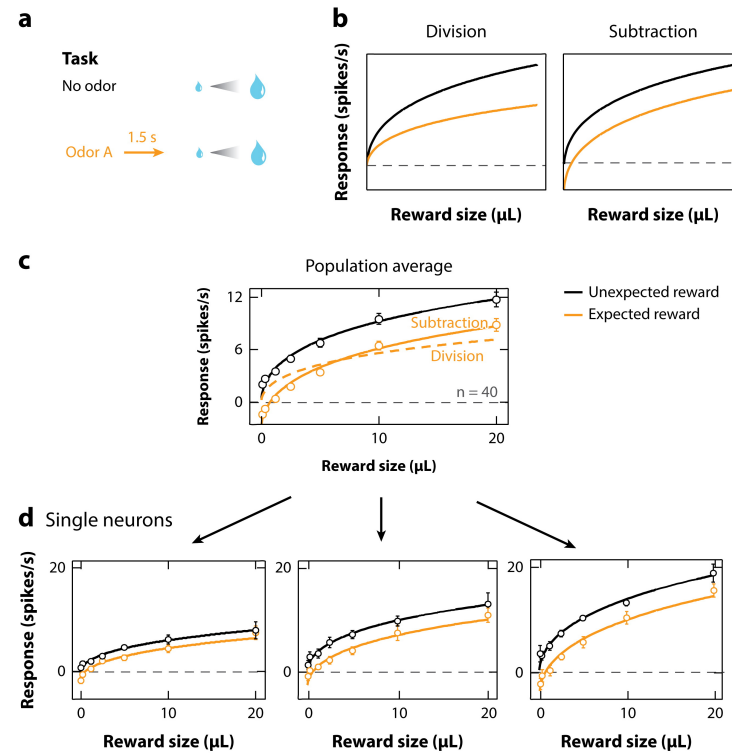 a
Task
No odor
Odor A
1.5 s
b
Division
Subtraction
Response (spikes/s)
Reward size (µL)
Reward size (µL)
c
Population average
Response (spikes/s)
12
6
0
Subtraction
Division
n = 40
0
10
20
Reward size (µL)
Unexpected reward
Expected reward
d Single neurons
Response (spikes/s)
20
0
0
10
20
Reward size (µL)
20
0
0
10
20
Reward size (µL)
20
0
0
10
20
Reward size (µL)